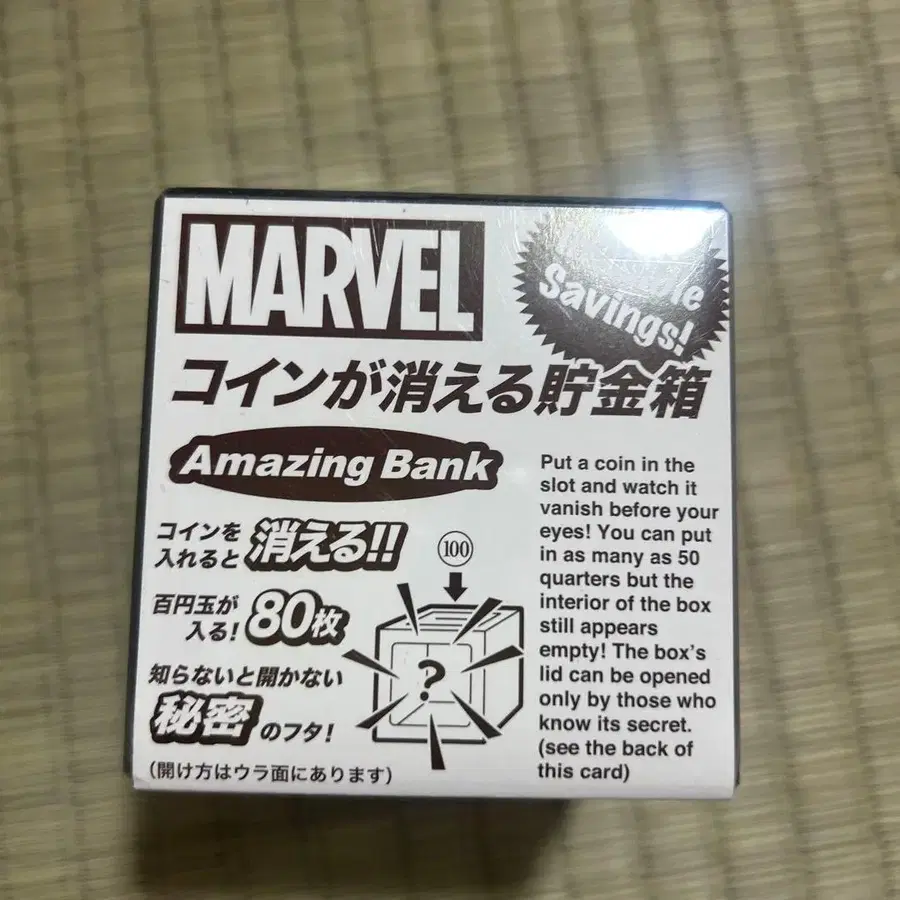 MARVEL
Savings!
コインが消える貯金箱
Amazing Bank
コインを
入れると 消える!!
百円玉が
入る! 80枚
知らないと開かない
秘密のフタ!
(開け方はウラ面にあります)
100
?
Put a coin in the
slot and watch it
vanish before your
eyes! You can put
in as many as 50
quarters but the
interior of the box
still appears
empty! The box's
lid can be opened
only by those who
know its secret.
(see the back of
this card)